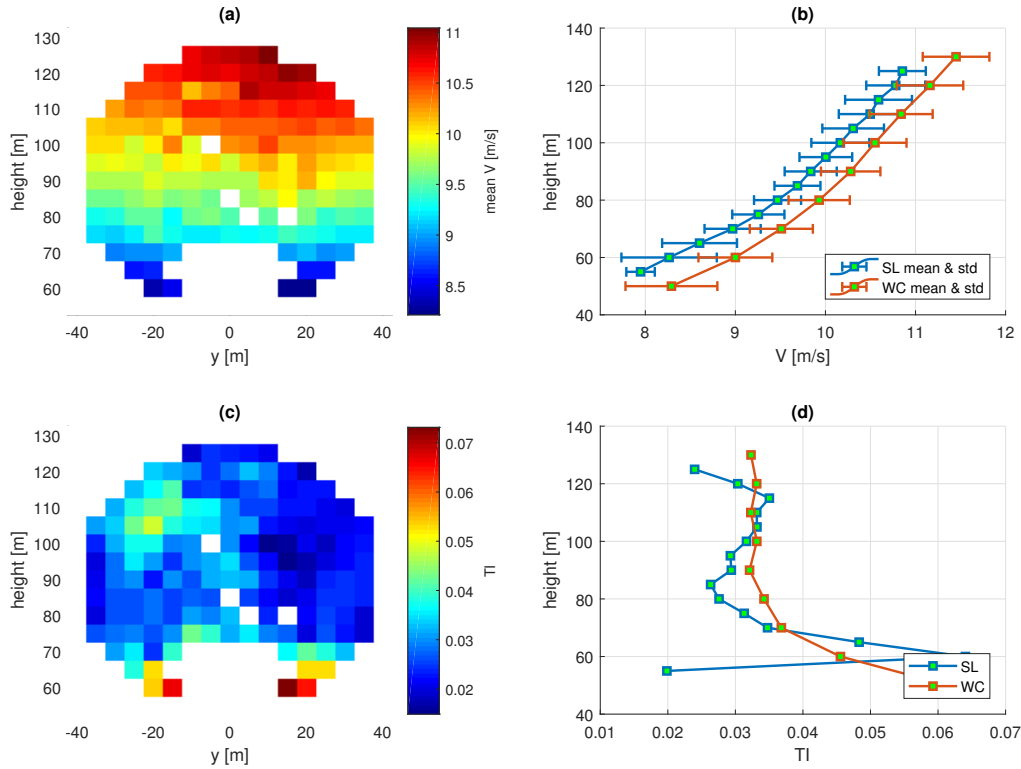 (a)
130
120
110
100
90
80
70
60
height [m]
-40 -20 0 20 40
y [m]
11
10.5
10
9.5
9
8.5
mean V [m/s]
(b)
140
120
100
80
60
40
height [m]
8 9 10 11 12
V [m/s]
SL mean & std
WC mean & std
(c)
130
120
110
100
90
80
70
60
height [m]
-40 -20 0 20 40
y [m]
0.07
0.06
0.05
0.04
0.03
0.02
TI
(d)
140
120
100
80
60
40
height [m]
0.01 0.02 0.03 0.04 0.05 0.06 0.07
TI
SL
WC